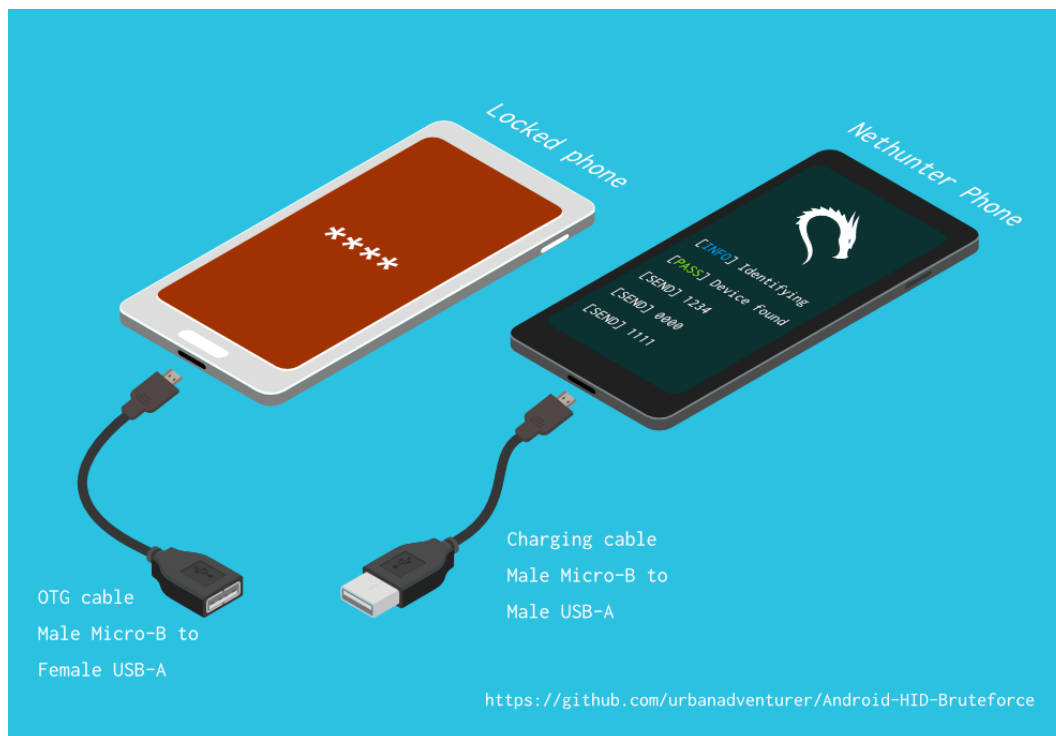 Locked phone
Nethunter Phone
****
[INFO] Identifying
[PASS] Device found
[SEND] 1234
[SEND] 0000
[SEND] 1111
OTG cable
Male Micro-B to
Female USB-A
Charging cable
Male Micro-B to
Male USB-A
https://github.com/urbanadventurer/Android-HID-Bruteforce